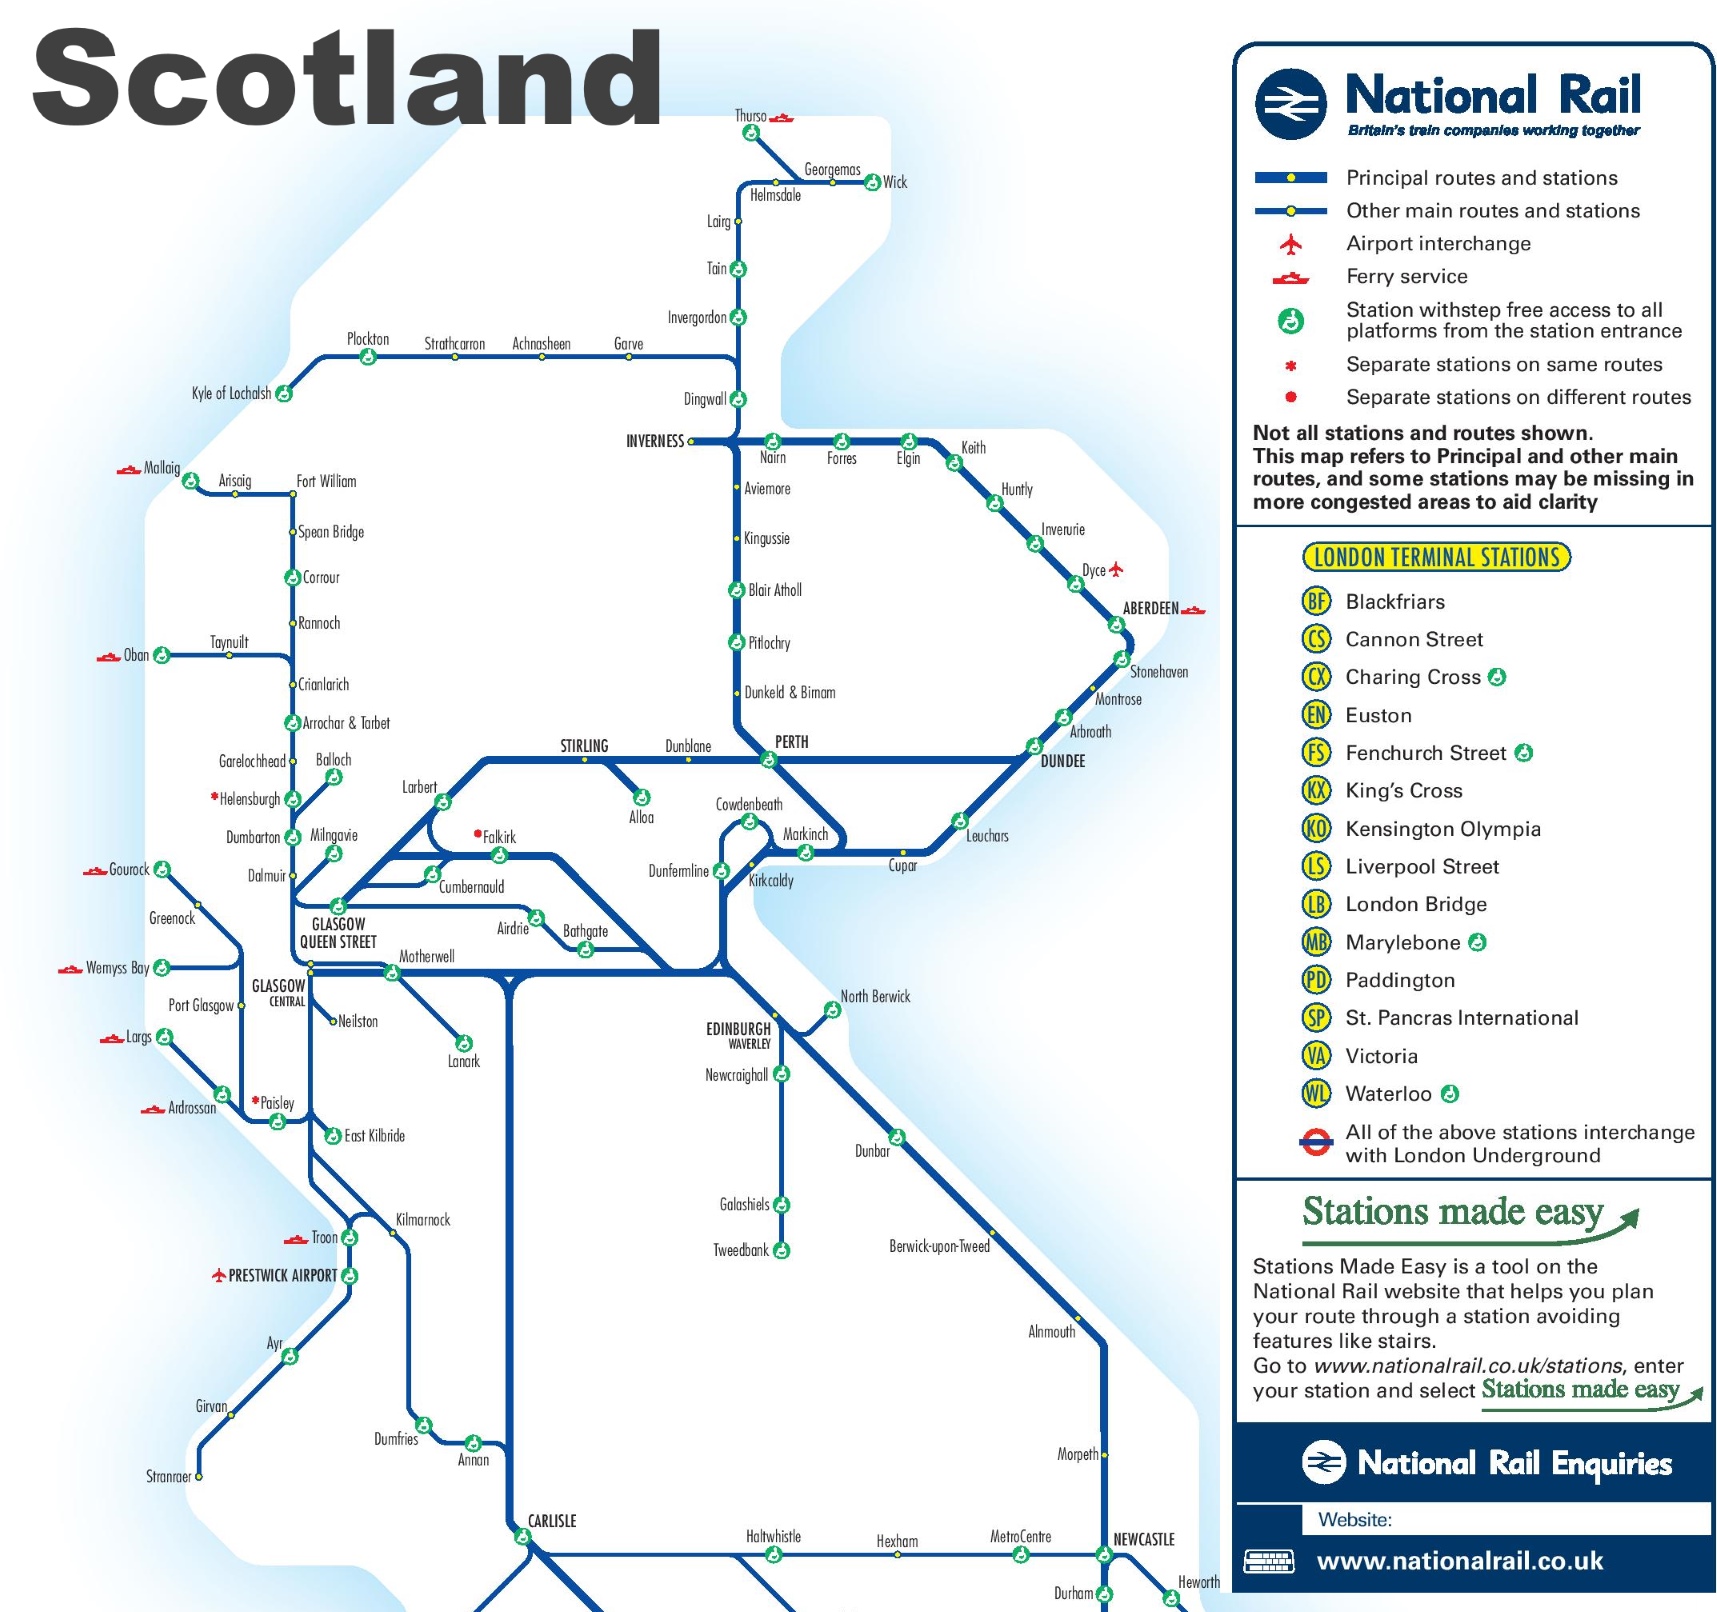 Scotland
Thurso
Georgemas
Wick
Helmsdale
Lairg
Tain
Invergordon
Plockton
Strathcarron
Achnasheen
Garve
Kyle of Lochalsh
Dingwall
INVERNESS
Nairn
Forres
Elgin
Keith
Mallaig
Arisaig
Fort William
Aviemore
Huntly
Spean Bridge
Kingussie
Inverurie
Corrour
Blair Atholl
Dyce
Rannoch
ABERDEEN
Oban
Taynuilt
Pitlochry
Stonehaven
Crianlarich
Dunkeld & Birnam
Montrose
Arrochar & Tarbet
Arbroath
Garelochhead
Balloch
STIRLING
Dunblane
PERTH
DUNDEE
Helensburgh
Larbert
Alloa
Cowdenbeath
Dumbarton
Milngavie
Falkirk
Markinch
Leuchars
Gourock
Dalmuir
Cumbernauld
Dunfermline
Kirkcaldy
Cupar
Greenock
GLASGOW
QUEEN STREET
Airdrie
Bathgate
Wemyss Bay
Motherwell
GLASGOW
CENTRAL
Port Glasgow
Neilston
North Berwick
Largs
Lanark
EDINBURGH
WAVERLEY
Newcraighall
Ardrossan
Paisley
East Kilbride
Dunbar
Galashiels
Troon
Kilmarnock
Tweedbank
Berwick-upon-Tweed
PRESTWICK AIRPORT
Alnmouth
Ayr
Girvan
Dumfries
Annan
Morpeth
Stranraer
CARLISLE
Haltwhistle
Hexham
MetroCentre
NEWCASTLE
Heworth
Durham
National Rail
Britain's train companies working together
Principal routes and stations
Other main routes and stations
Airport interchange
Ferry service
Station withstep free access to all
platforms from the station entrance
Separate stations on same routes
Separate stations on different routes
Not all stations and routes shown.
This map refers to Principal and other main
routes, and some stations may be missing in
more congested areas to aid clarity
LONDON TERMINAL STATIONS
BF Blackfriars
CS Cannon Street
CX Charing Cross
EN Euston
FS Fenchurch Street
KX King's Cross
KO Kensington Olympia
LS Liverpool Street
LB London Bridge
MB Marylebone
PD Paddington
SP St. Pancras International
VA Victoria
WL Waterloo
All of the above stations interchange
with London Underground
Stations made easy
Stations Made Easy is a tool on the
National Rail website that helps you plan
your route through a station avoiding
features like stairs.
Go to www.nationalrail.co.uk/stations, enter
your station and select Stations made easy
National Rail Enquiries
Website:
www.nationalrail.co.uk